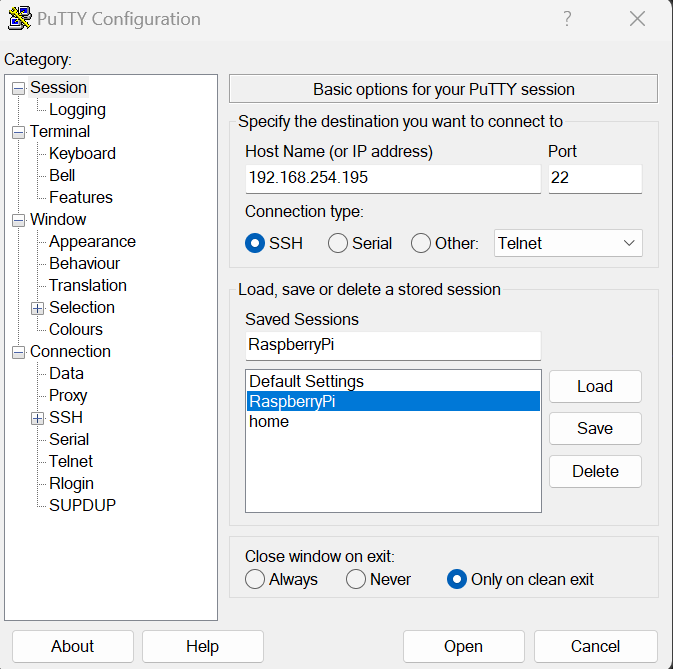 PuTTY Configuration
?
Category:
Session
Logging
Terminal
Keyboard
Bell
Features
Window
Appearance
Behaviour
Translation
Selection
Colours
Connection
Data
Proxy
SSH
Serial
Telnet
Rlogin
SUPDUP
Basic options for your PuTTY session
Specify the destination you want to connect to
Host Name (or IP address) Port
192.168.254.195 22
Connection type:
SSH Serial Other: Telnet
Load, save or delete a stored session
Saved Sessions
RaspberryPi
Default Settings
RaspberryPi
home
Load
Save
Delete
Close window on exit:
Always Never Only on clean exit
About Help Open Cancel